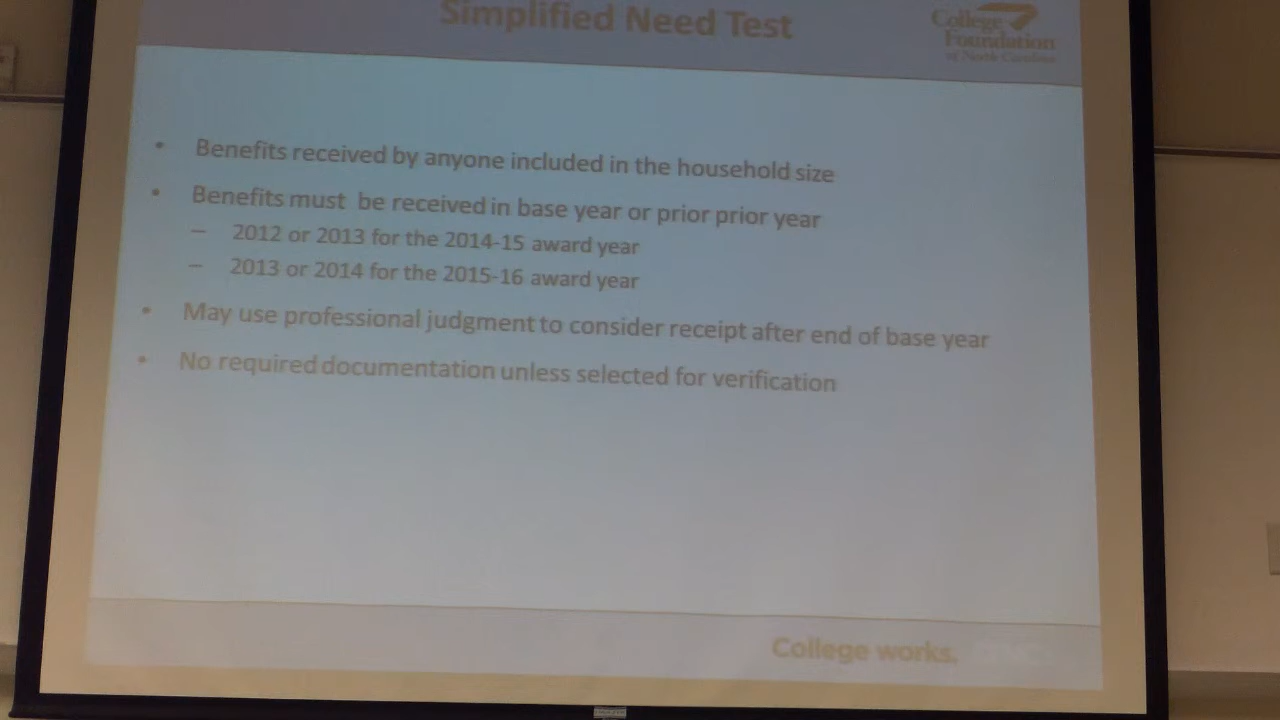 Simplified Need Test
College
Foundation
of North Carolina
• Benefits received by anyone included in the household size
• Benefits must be received in base year or prior prior year
– 2012 or 2013 for the 2014-15 award year
– 2013 or 2014 for the 2015-16 award year
• May use professional judgment to consider receipt after end of base year
• No required documentation unless selected for verification
College works.